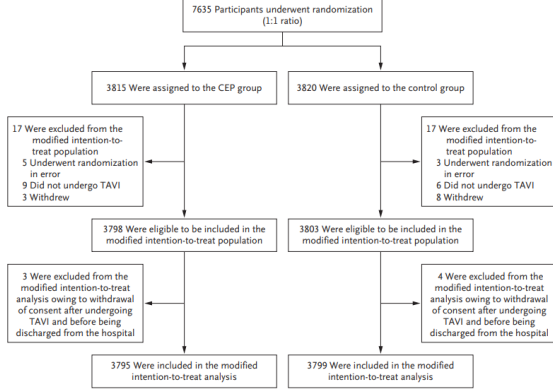 7635 Participants underwent randomization
(1:1 ratio)
3815 Were assigned to the CEP group
3820 Were assigned to the control group
17 Were excluded from the
modified intention-to-
treat population
5 Underwent randomization
in error
9 Did not undergo TAVI
3 Withdrew
17 Were excluded from the
modified intention-to-
treat population
3 Underwent randomization
in error
6 Did not undergo TAVI
8 Withdrew
3798 Were eligible to be included in the
modified intention-to-treat population
3803 Were eligible to be included in the
modified intention-to-treat population
3 Were excluded from the
modified intention-to-treat
analysis owing to withdrawal
of consent after undergoing
TAVI and before being
discharged from the hospital
4 Were excluded from the
modified intention-to-treat
analysis owing to withdrawal
of consent after undergoing
TAVI and before being
discharged from the hospital
3795 Were included in the modified
intention-to-treat analysis
3799 Were included in the modified
intention-to-treat analysis